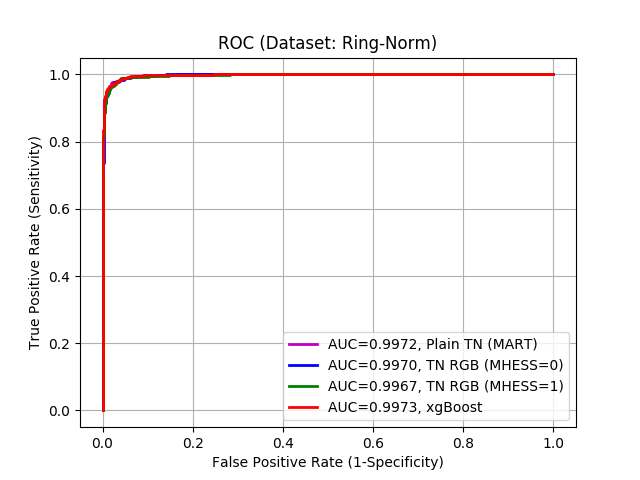 ROC (Dataset: Ring-Norm)
True Positive Rate (Sensitivity)
1.0
0.8
0.6
0.4
0.2
0.0
AUC=0.9972, Plain TN (MART)
AUC=0.9970, TN RGB (MHESS=0)
AUC=0.9967, TN RGB (MHESS=1)
AUC=0.9973, xgBoost
0.0 0.2 0.4 0.6 0.8 1.0
False Positive Rate (1-Specificity)